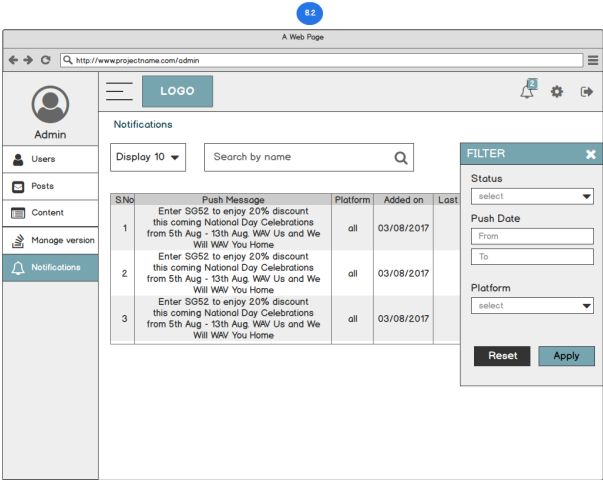 8.2
A Web Page
http://www.projectname.com/admin
LOGO
2
Admin
Users
Posts
Content
Manage version
Notifications
Notifications
Display 10
Search by name
S.No Push Message Platform Added on Last
1 Enter SG52 to enjoy 20% discount
this coming National Day Celebrations
from 5th Aug - 13th Aug. WAV Us and We
Will WAV You Home
all 03/08/2017
2 Enter SG52 to enjoy 20% discount
this coming National Day Celebrations
from 5th Aug - 13th Aug. WAV Us and We
Will WAV You Home
all 03/08/2017
3 Enter SG52 to enjoy 20% discount
this coming National Day Celebrations
from 5th Aug - 13th Aug. WAV Us and We
Will WAV You Home
all 03/08/2017
FILTER
Status
select
Push Date
From
To
Platform
select
Reset Apply